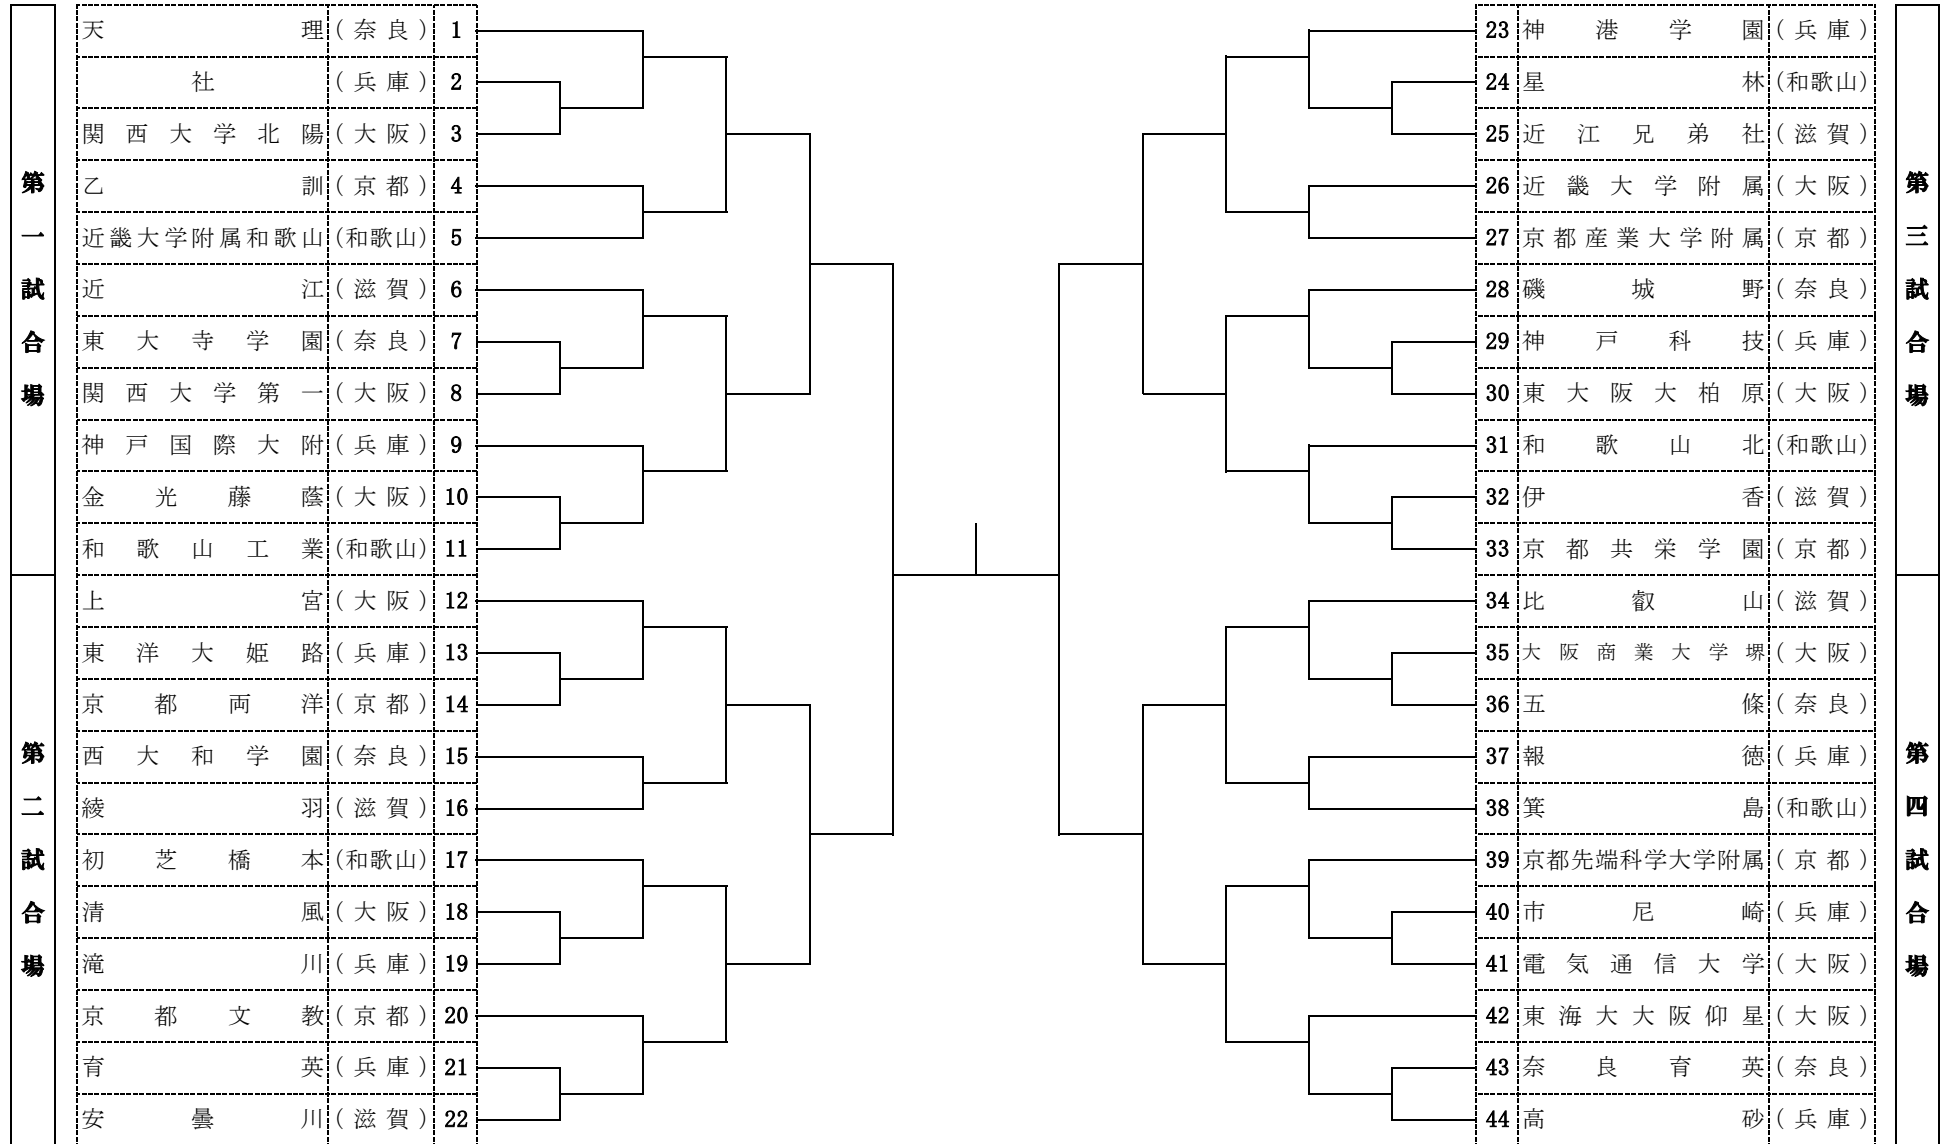 第一試合場
天理(奈良) 1
社(兵庫) 2
関西大学北陽(大阪) 3
乙訓(京都) 4
近畿大学附属和歌山(和歌山) 5
近江(滋賀) 6
東大寺学園(奈良) 7
関西大学第一(大阪) 8
神戸国際大附(兵庫) 9
金光藤蔭(大阪) 10
和歌山工業(和歌山) 11
第二試合場
上宮(大阪) 12
東洋大姫路(兵庫) 13
京都両洋(京都) 14
西大和学園(奈良) 15
綾羽(滋賀) 16
初芝橋本(和歌山) 17
清風(大阪) 18
滝川(兵庫) 19
京都文教(京都) 20
育英(兵庫) 21
安曇川(滋賀) 22
第三試合場
23 神港学園(兵庫)
24 星林(和歌山)
25 近江兄弟社(滋賀)
26 近畿大学附属(大阪)
27 京都産業大学附属(京都)
28 磯城野(奈良)
29 神戸科技(兵庫)
30 東大阪大柏原(大阪)
31 和歌山北(和歌山)
32 伊香(滋賀)
33 京都共栄学園(京都)
第四試合場
34 比叡山(滋賀)
35 大阪商業大学堺(大阪)
36 五條(奈良)
37 報徳(兵庫)
38 箕島(和歌山)
39 京都先端科学大学附属(京都)
40 市尼崎(兵庫)
41 電気通信大学(大阪)
42 東海大大阪仰星(大阪)
43 奈良育英(奈良)
44 高砂(兵庫)